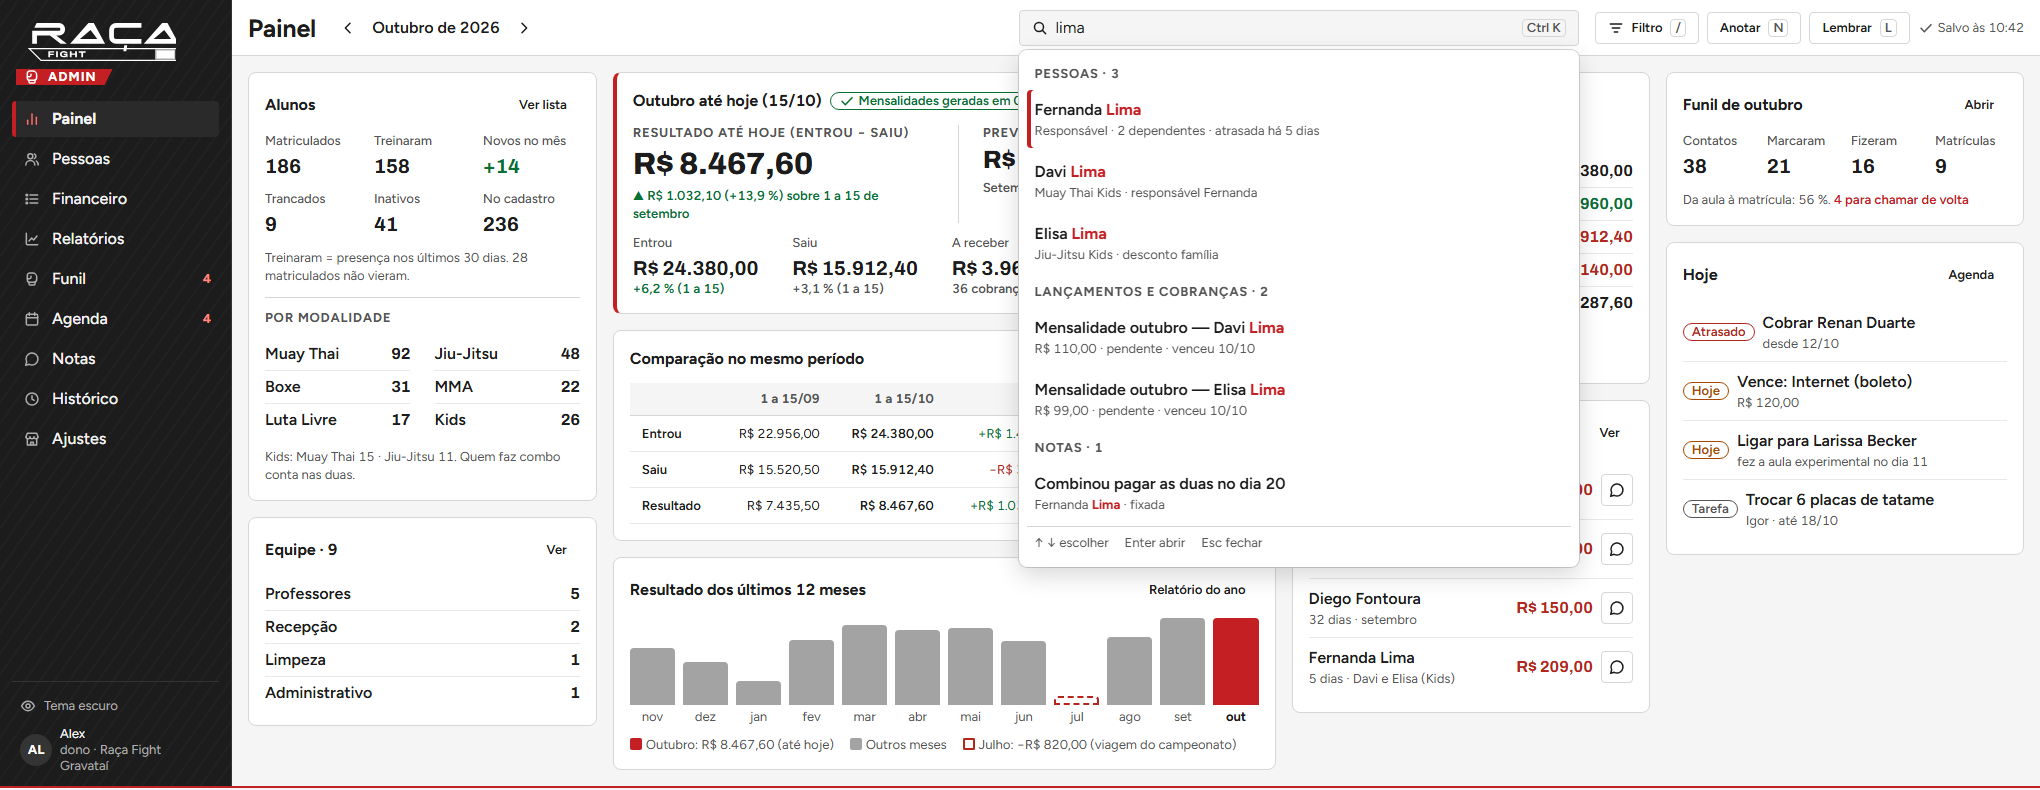 RAÇA
FIGHT
ADMIN
Painel
Pessoas
Financeiro
Relatórios
Funil 4
Agenda 4
Notas
Histórico
Ajustes
Tema escuro
AL
Alex
dono · Raça Fight
Gravataí
Painel
Outubro de 2026
lima
Ctrl K
Filtro /
Anotar N
Lembrar L
Salvo às 10:42
Alunos
Ver lista
Matriculados Treinaram Novos no mês
186 158 +14
Trancados Inativos No cadastro
9 41 236
Treinaram = presença nos últimos 30 dias. 28
matriculados não vieram.
POR MODALIDADE
Muay Thai 92 Jiu-Jitsu 48
Boxe 31 MMA 22
Luta Livre 17 Kids 26
Kids: Muay Thai 15 · Jiu-Jitsu 11. Quem faz combo
conta nas duas.
Equipe · 9
Ver
Professores 5
Recepção 2
Limpeza 1
Administrativo 1
Outubro até hoje (15/10)
Mensalidades geradas em
RESULTADO ATÉ HOJE (ENTROU − SAIU)
R$ 8.467,60
▲ R$ 1.032,10 (+13,9 %) sobre 1 a 15 de
setembro
PREV
R$
Setem
Entrou Saiu A receber
R$ 24.380,00 R$ 15.912,40 R$ 3.96
+6,2 % (1 a 15) +3,1 % (1 a 15) 36 cobranç
Comparação no mesmo período
1 a 15/09 1 a 15/10
Entrou R$ 22.956,00 R$ 24.380,00 +R$ 1.
Saiu R$ 15.520,50 R$ 15.912,40 −R$
Resultado R$ 7.435,50 R$ 8.467,60 +R$ 1.0
Resultado dos últimos 12 meses
Relatório do ano
nov dez jan fev mar abr mai jun jul ago set out
Outubro: R$ 8.467,60 (até hoje) Outros meses Julho: −R$ 820,00 (viagem do campeonato)
PESSOAS · 3
Fernanda Lima
Responsável · 2 dependentes · atrasada há 5 dias
Davi Lima
Muay Thai Kids · responsável Fernanda
Elisa Lima
Jiu-Jitsu Kids · desconto família
LANÇAMENTOS E COBRANÇAS · 2
Mensalidade outubro — Davi Lima
R$ 110,00 · pendente · venceu 10/10
Mensalidade outubro — Elisa Lima
R$ 99,00 · pendente · venceu 10/10
NOTAS · 1
Combinou pagar as duas no dia 20
Fernanda Lima · fixada
↑ ↓ escolher Enter abrir Esc fechar
380,00
960,00
912,40
140,00
287,60
Ver
00
00
Diego Fontoura
32 dias · setembro
R$ 150,00
Fernanda Lima
5 dias · Davi e Elisa (Kids)
R$ 209,00
Funil de outubro
Abrir
Contatos Marcaram Fizeram Matrículas
38 21 16 9
Da aula à matrícula: 56 %. 4 para chamar de volta
Hoje
Agenda
Atrasado
Cobrar Renan Duarte
desde 12/10
Hoje
Vence: Internet (boleto)
R$ 120,00
Hoje
Ligar para Larissa Becker
fez a aula experimental no dia 11
Tarefa
Trocar 6 placas de tatame
Igor · até 18/10